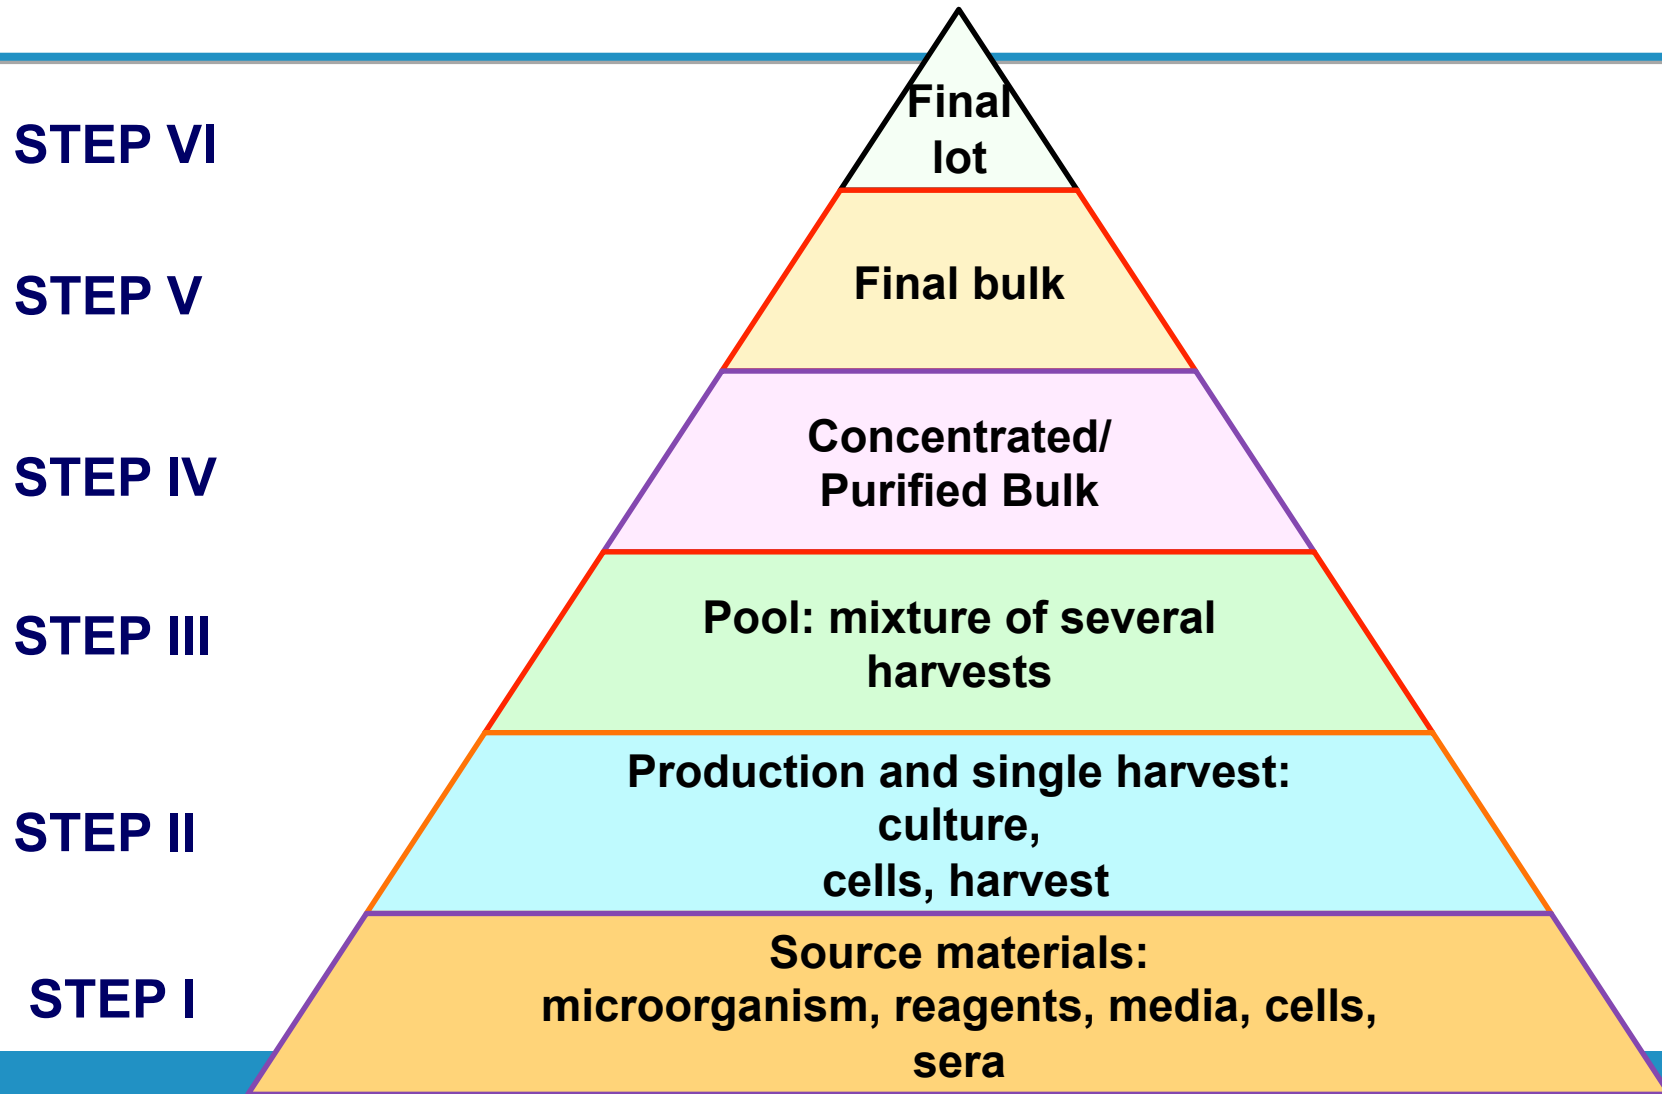 STEP VI
Final
lot
STEP V
Final bulk
STEP IV
Concentrated/
Purified Bulk
STEP III
Pool: mixture of several
harvests
STEP II
Production and single harvest:
culture,
cells, harvest
STEP I
Source materials:
microorganism, reagents, media, cells,
sera